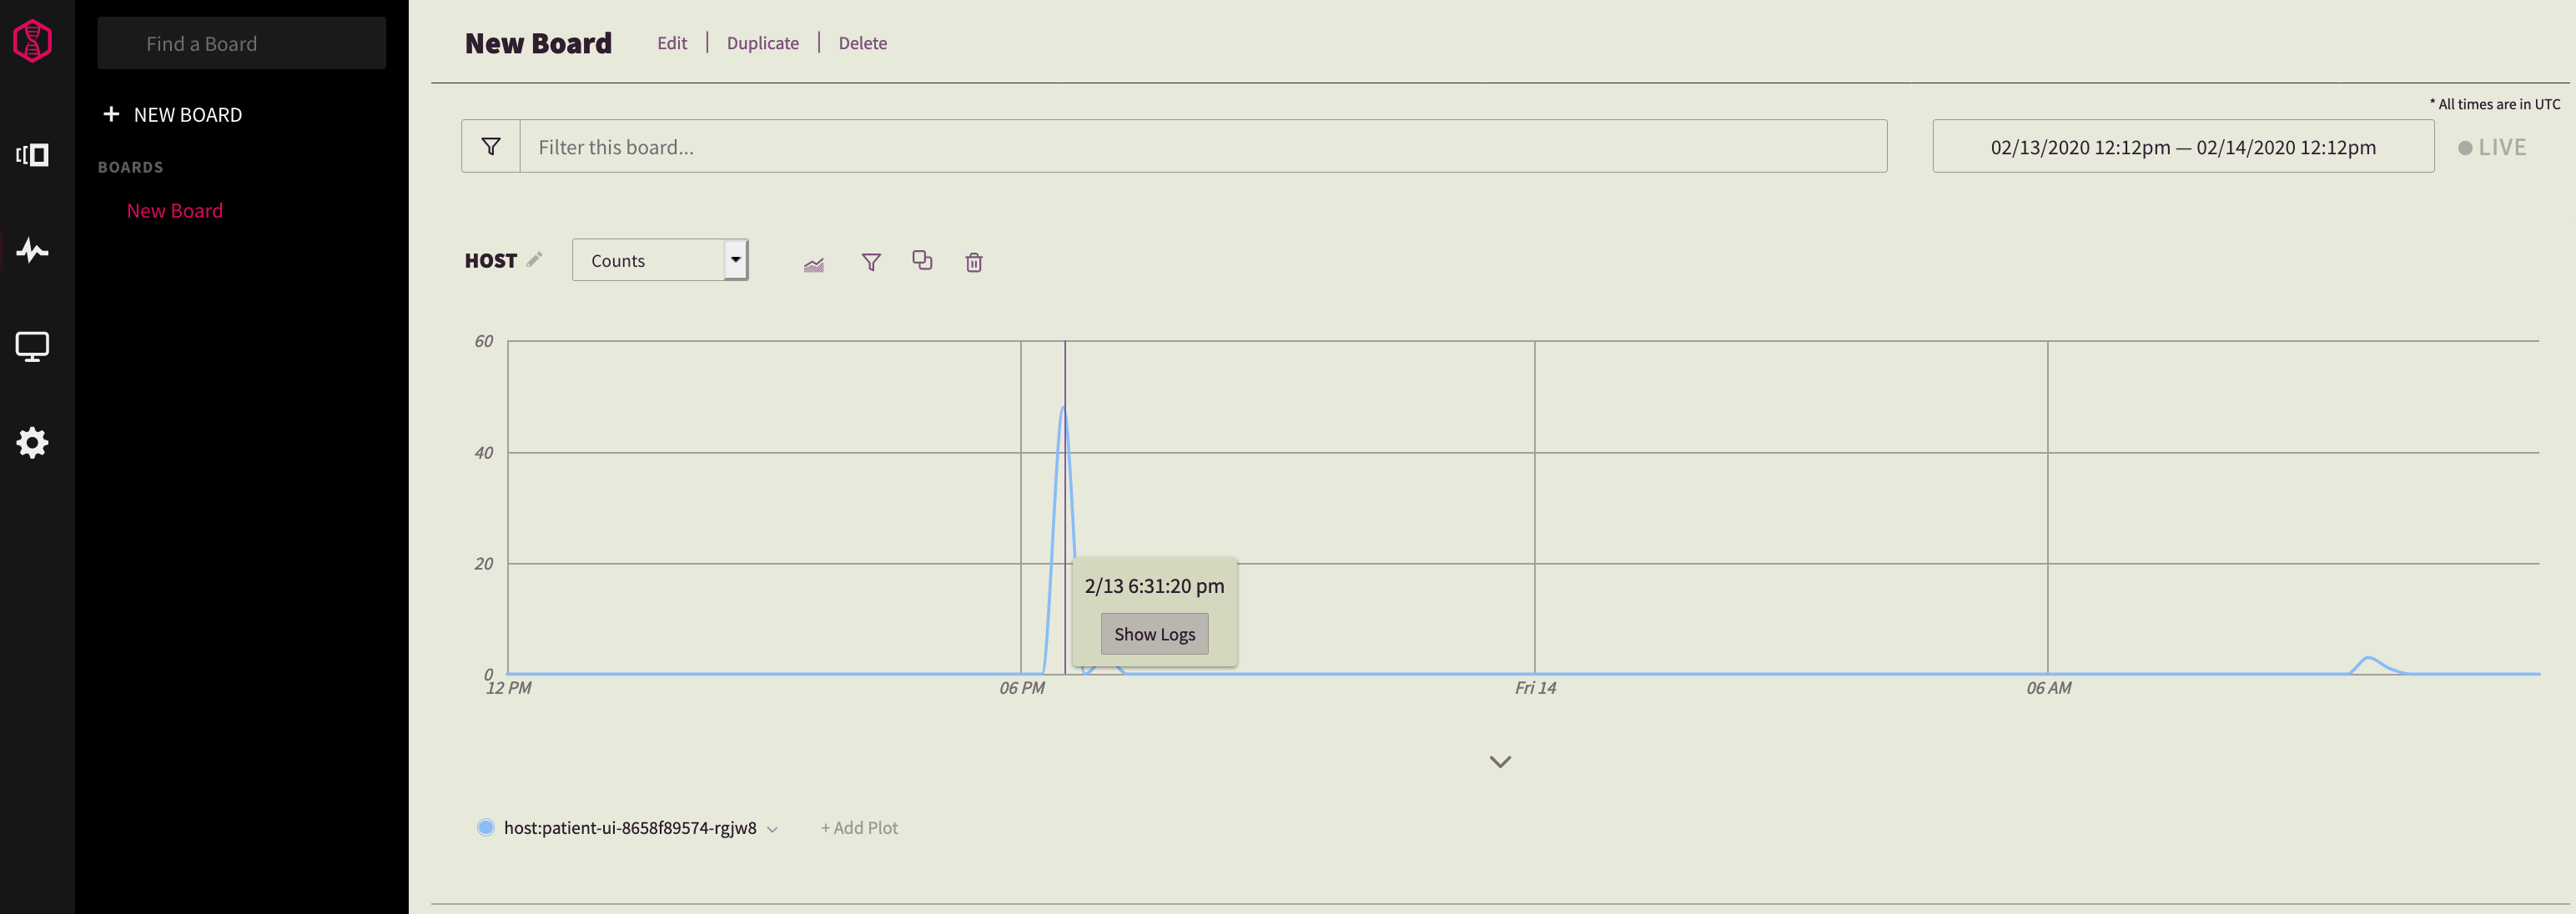 Find a Board
+ NEW BOARD
BOARDS
New Board
New Board Edit | Duplicate | Delete
* All times are in UTC
Filter this board...
02/13/2020 12:12pm — 02/14/2020 12:12pm
LIVE
HOST Counts
60
40
20
0
2/13 6:31:20 pm
Show Logs
12 PM 06 PM Fri 14 06 AM
host:patient-ui-8658f89574-rgjw8 + Add Plot